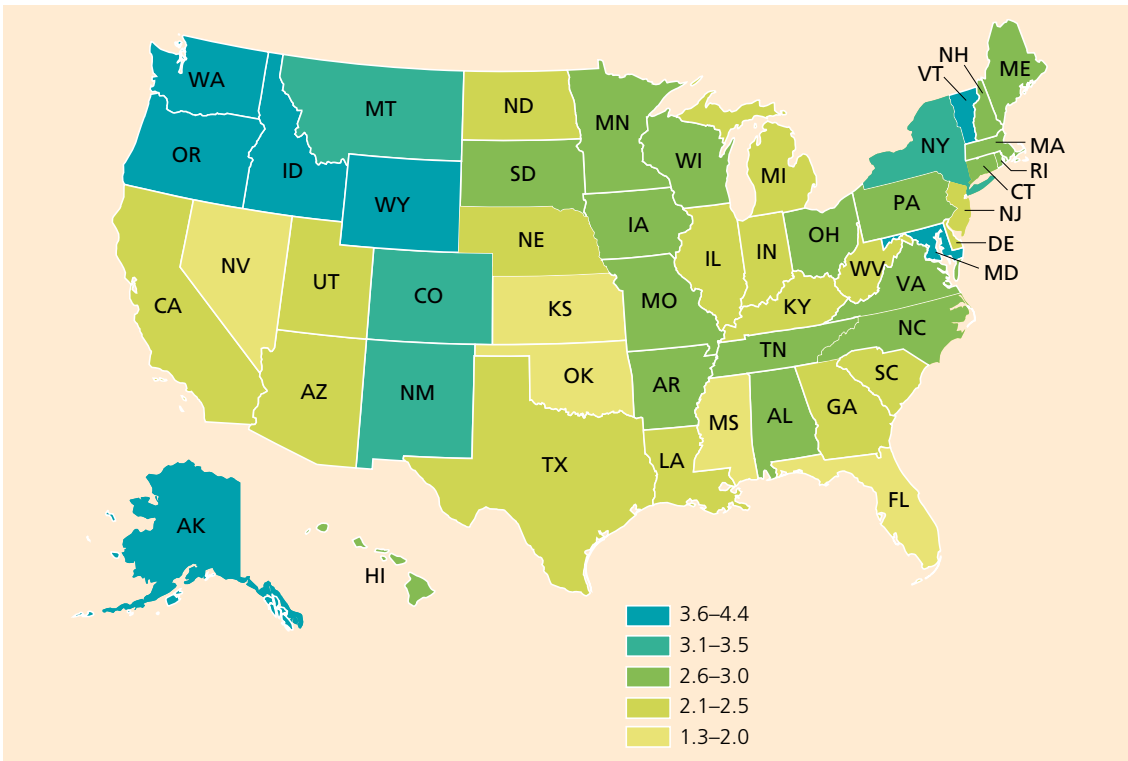 NH
VT
ME
WA
MT
ND
MN
OR
ID
SD
WI
NY
MA
RI
CT
WY
MI
PA
NJ
IA
NE
OH
DE
NV
UT
IL
IN
WV
MD
CO
VA
CA
KS
MO
KY
NC
TN
AZ
NM
OK
AR
SC
MS
AL
GA
TX
LA
FL
AK
HI
3.6–4.4
3.1–3.5
2.6–3.0
2.1–2.5
1.3–2.0